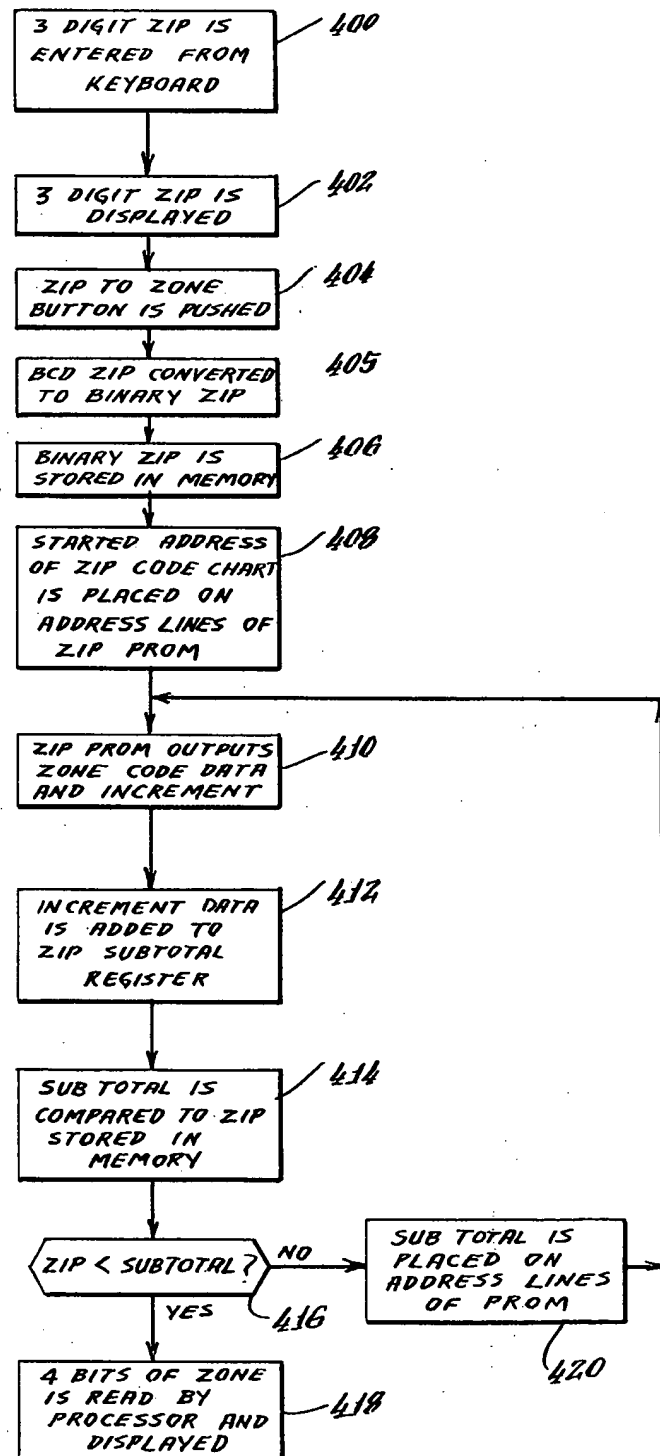 3 DIGIT ZIP IS
ENTERED FROM
KEYBOARD
400
3 DIGIT ZIP IS
DISPLAYED
402
ZIP TO ZONE
BUTTON IS PUSHED
404
BCD ZIP CONVERTED
TO BINARY ZIP
405
BINARY ZIP IS
STORED IN MEMORY
406
STARTED ADDRESS
OF ZIP CODE CHART
IS PLACED ON
ADDRESS LINES OF
ZIP PROM
408
ZIP PROM OUTPUTS
ZONE CODE DATA
AND INCREMENT
410
INCREMENT DATA
IS ADDED TO
ZIP SUBTOTAL
REGISTER
412
SUB TOTAL IS
COMPARED TO ZIP
STORED IN
MEMORY
414
ZIP < SUBTOTAL?
NO
YES
416
SUB TOTAL IS
PLACED ON
ADDRESS LINES
OF PROM
420
4 BITS OF ZONE
IS READ BY
PROCESSOR AND
DISPLAYED
418